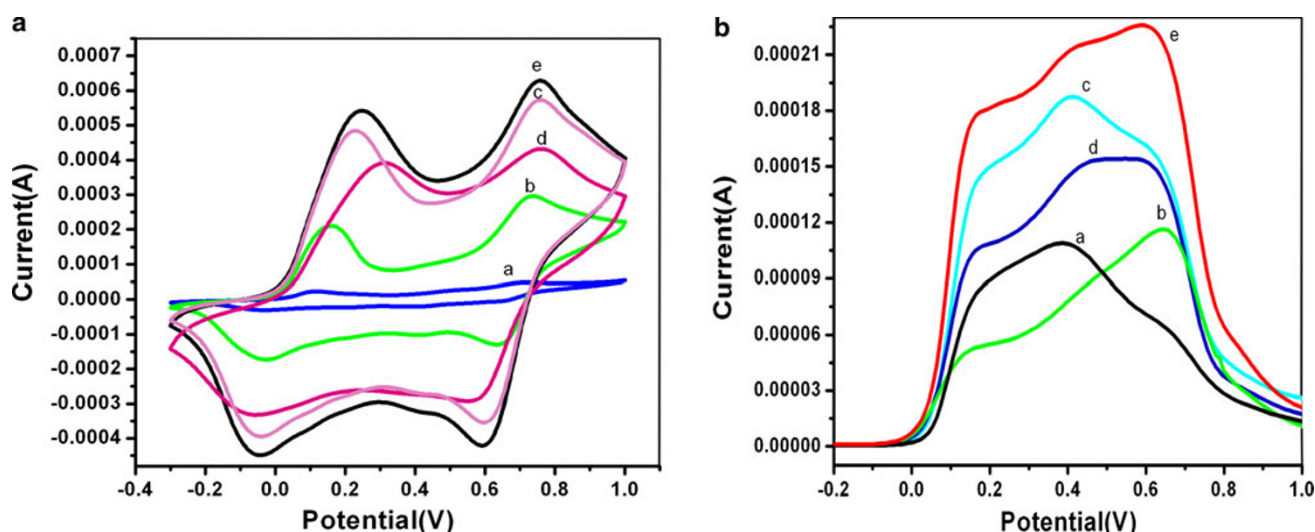 a
0.0007
0.0006
0.0005
0.0004
0.0003
0.0002
0.0001
0.0000
-0.0001
-0.0002
-0.0003
-0.0004
Current(A)
e
c
d
b
a
-0.4 -0.2 0.0 0.2 0.4 0.6 0.8 1.0
Potential(V)
b
0.00021
0.00018
0.00015
0.00012
0.00009
0.00006
0.00003
0.00000
Current(A)
e
c
d
b
a
-0.2 0.0 0.2 0.4 0.6 0.8 1.0
Potential(V)